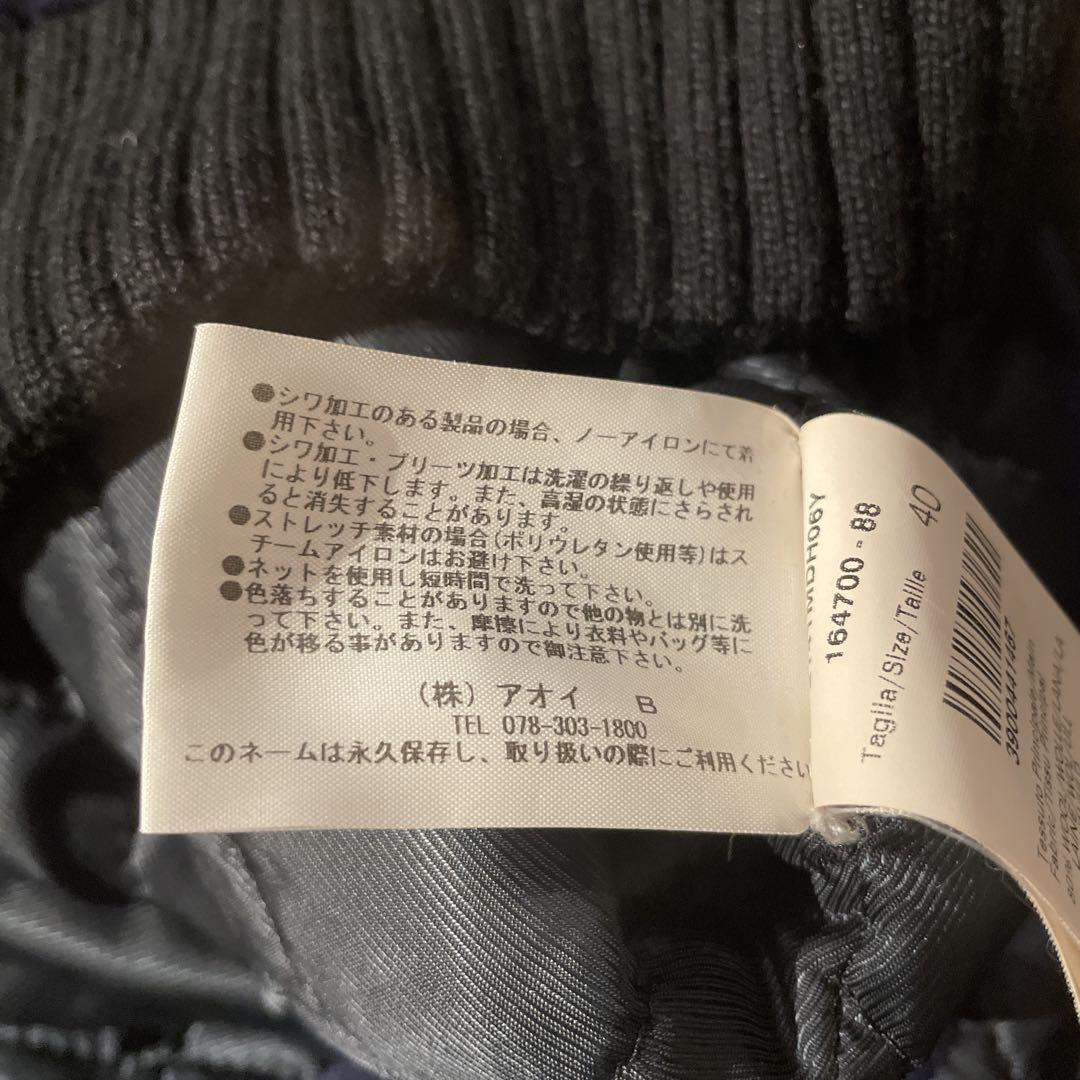 ●シワ加工のある製品の場合、ノーアイロンにて着
用下さい。
●シワ加工・プリーツ加工は洗濯の繰り返しや使用
により低下します。また、高湿の状態にさらされ
ると消失することがあります。
●ストレッチ素材の場合(ポリウレタン使用等)はス
チームアイロンはお避け下さい。
●ネットを使用し短時間で洗って下さい。
●色落ちすることがありますので他の物とは別に洗
って下さい。また、摩擦により衣料やバッグ等に
色が移る事がありますので御注意下さい。
(株) アオイ B
TEL 078-303-1800
このネームは永久保存し、取り扱いの際にご利用ください
164700-88
Taglia/Size/Taille 40
3900441467